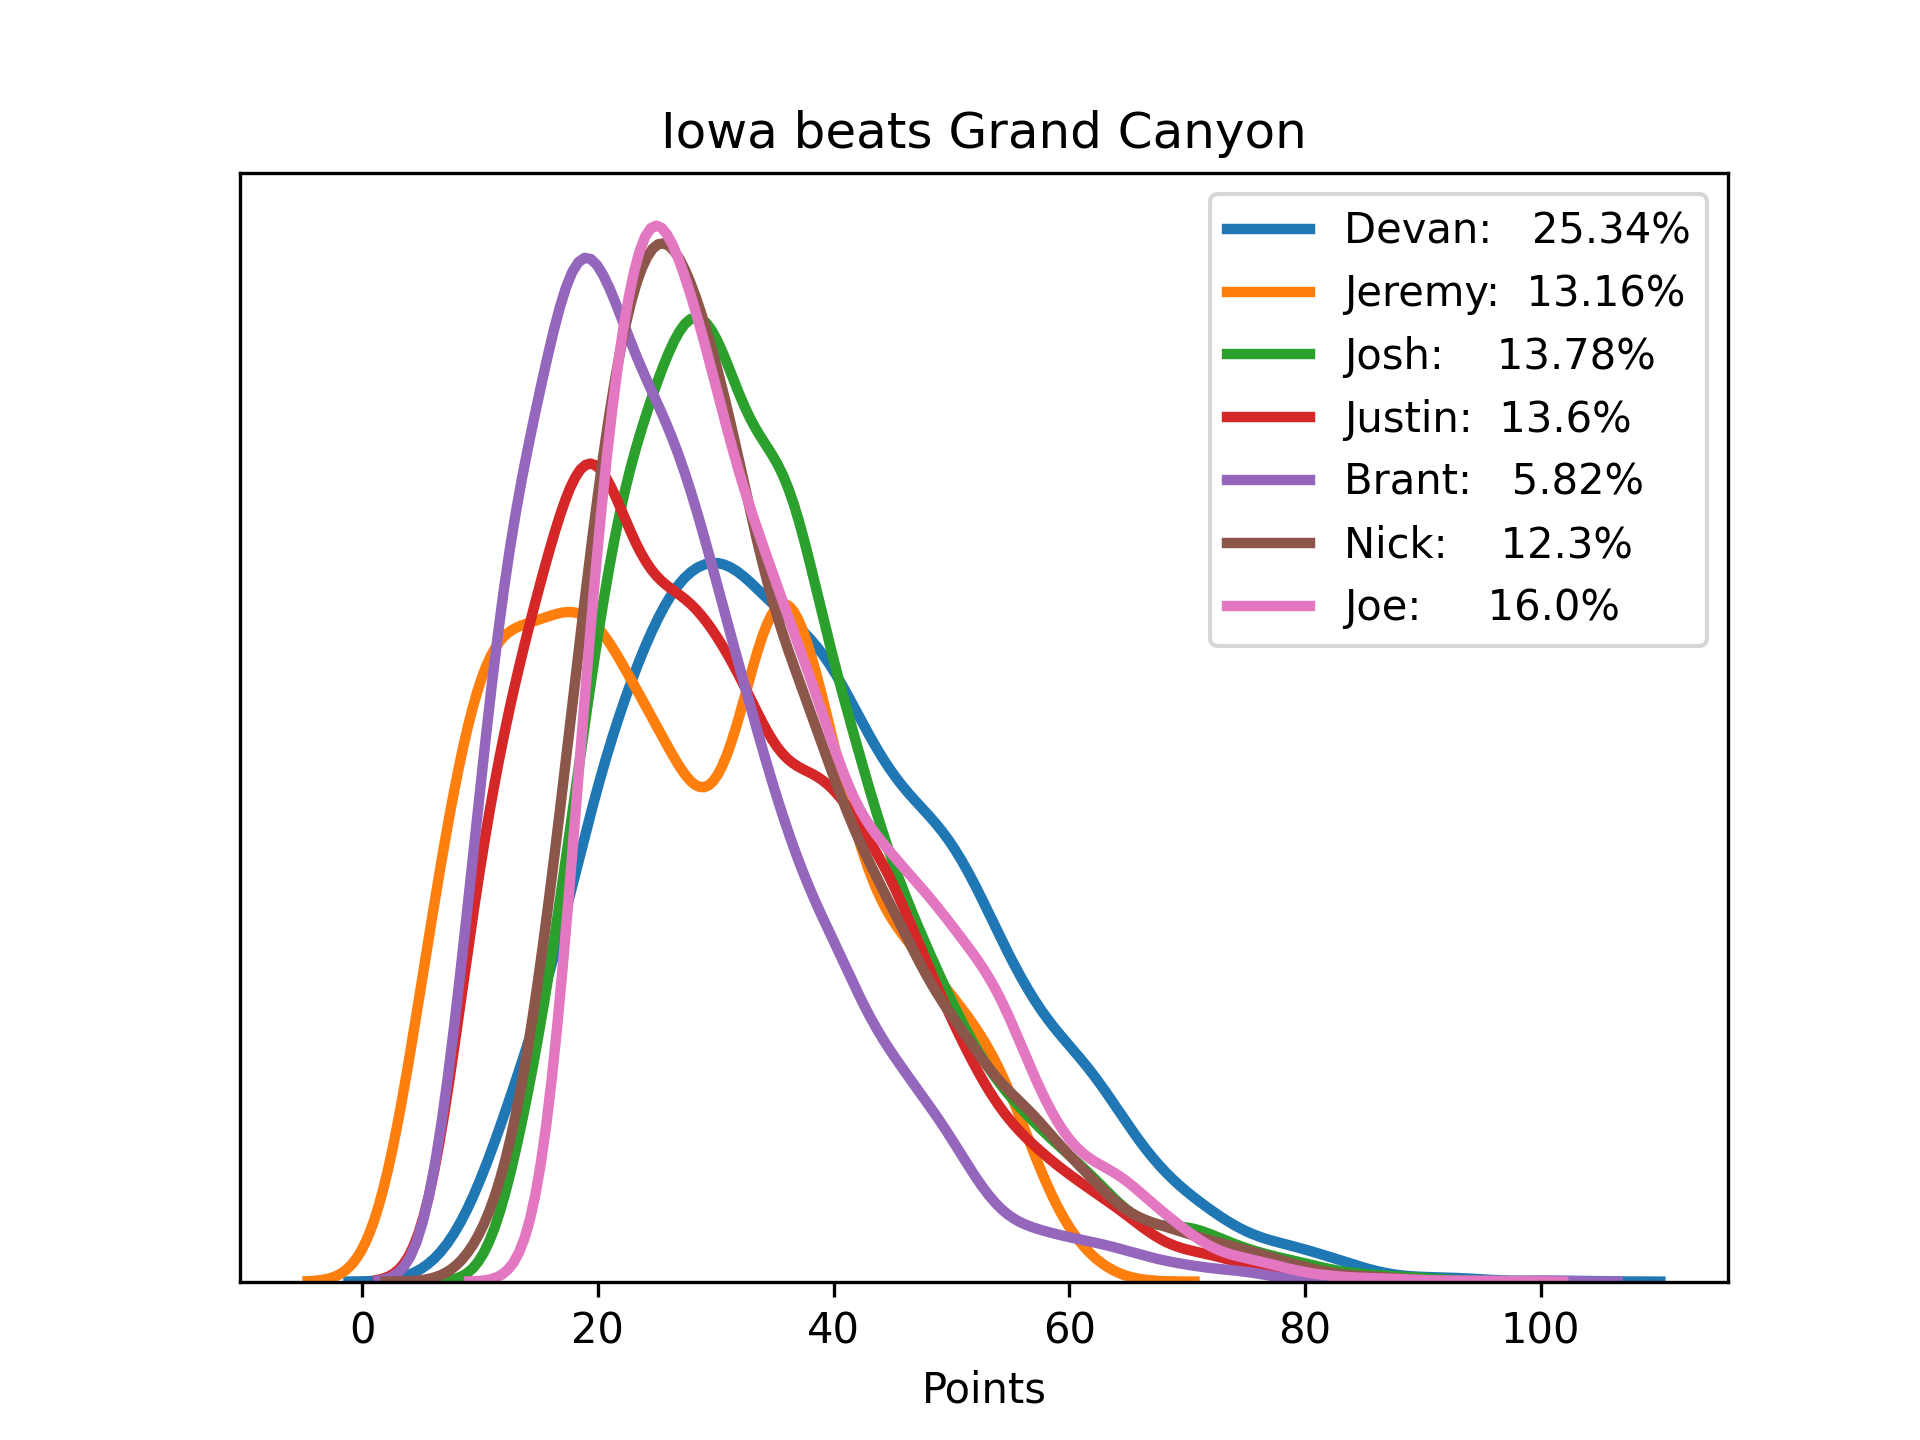 Iowa beats Grand Canyon
Devan: 25.34%
Jeremy: 13.16%
Josh: 13.78%
Justin: 13.6%
Brant: 5.82%
Nick: 12.3%
Joe: 16.0%
0 20 40 60 80 100
Points